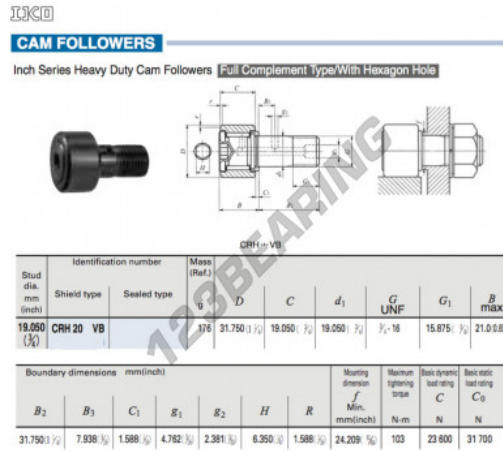 IKO
CAM FOLLOWERS
Inch Series Heavy Duty Cam Followers Full Complement Type/With Hexagon Hole
CRH···VB
123BEARING
Stud dia. mm (inch)
Identification number
Shield type
Sealed type
Mass (Ref.) g
D
C
d1
G UNF
G1
B max
19.050 (3/4) CRH 20 VB 176 31.750 19.050 19.050 3/4-16 15.875 21.0
Boundary dimensions mm(inch)
Mounting dimension f Min. mm(inch)
Maximum tightening torque N-m
Basic dynamic load rating C N
Basic static load rating C0 N
B2 B3 C1 g1 g2 H R
31.750 7.938 1.588 4.762 2.381 6.350 1.588 24.209 103 23 600 31 700